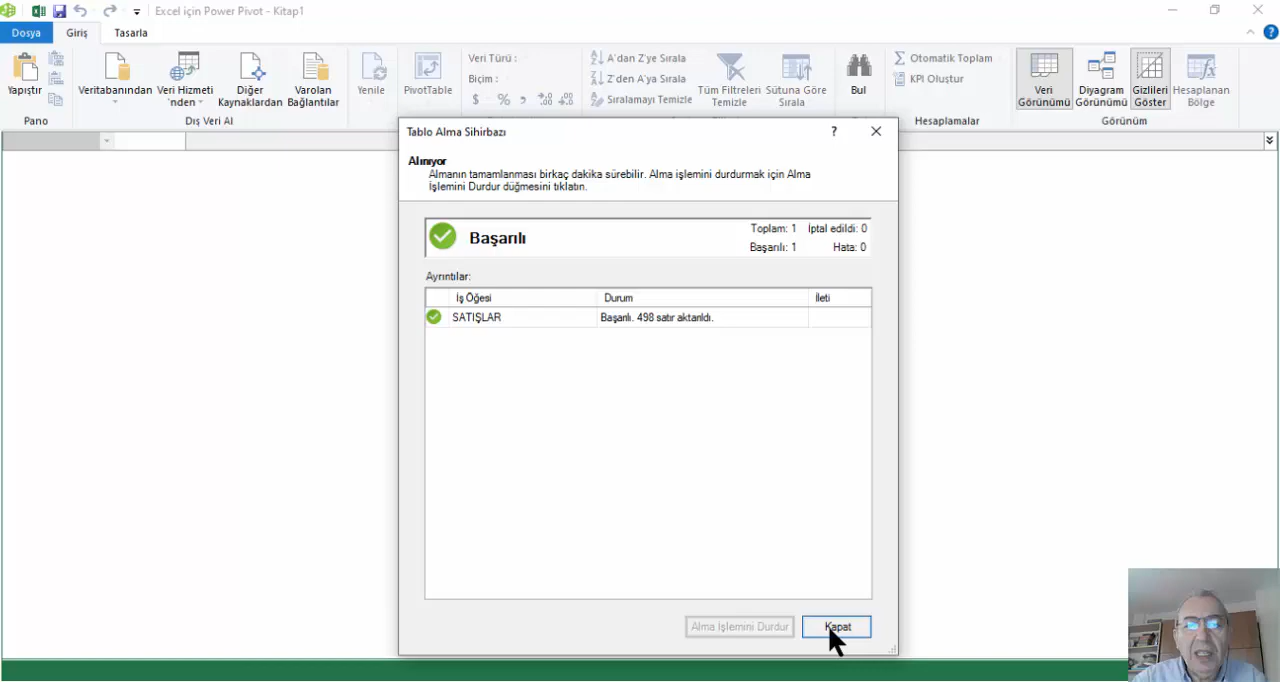 Excel için Power Pivot - Kitap1
Dosya Giriş Tasarla
Yapıştır
Pano
Veritabanından
Veri Hizmeti
'nden
Diğer
Kaynaklardan
Varolan
Bağlantılar
Dış Veri Al
Yenile
PivotTable
Veri Türü :
Biçim :
$ % ,
A'dan Z'ye Sırala
Z'den A'ya Sırala
Sıralamayı Temizle
Tüm Filtreleri
Temizle
Sütuna Göre
Sırala
Bul
Otomatik Toplam
KPI Oluştur
Hesaplamalar
Veri
Görünümü
Diyagram
Görünümü
Gizlileri
Göster
Hesaplanan
Bölge
Görünüm
Tablo Alma Sihirbazı
Alınıyor
Almanın tamamlanması birkaç dakika sürebilir. Alma işlemini durdurmak için Alma
İşlemini Durdur düğmesini tıklatın.
Başarılı
Toplam: 1 İptal edildi: 0
Başarılı: 1 Hata: 0
Ayrıntılar:
İş Öğesi Durum İleti
SATIŞLAR Başarılı. 498 satır aktarıldı.
Alma İşlemini Durdur Kapat